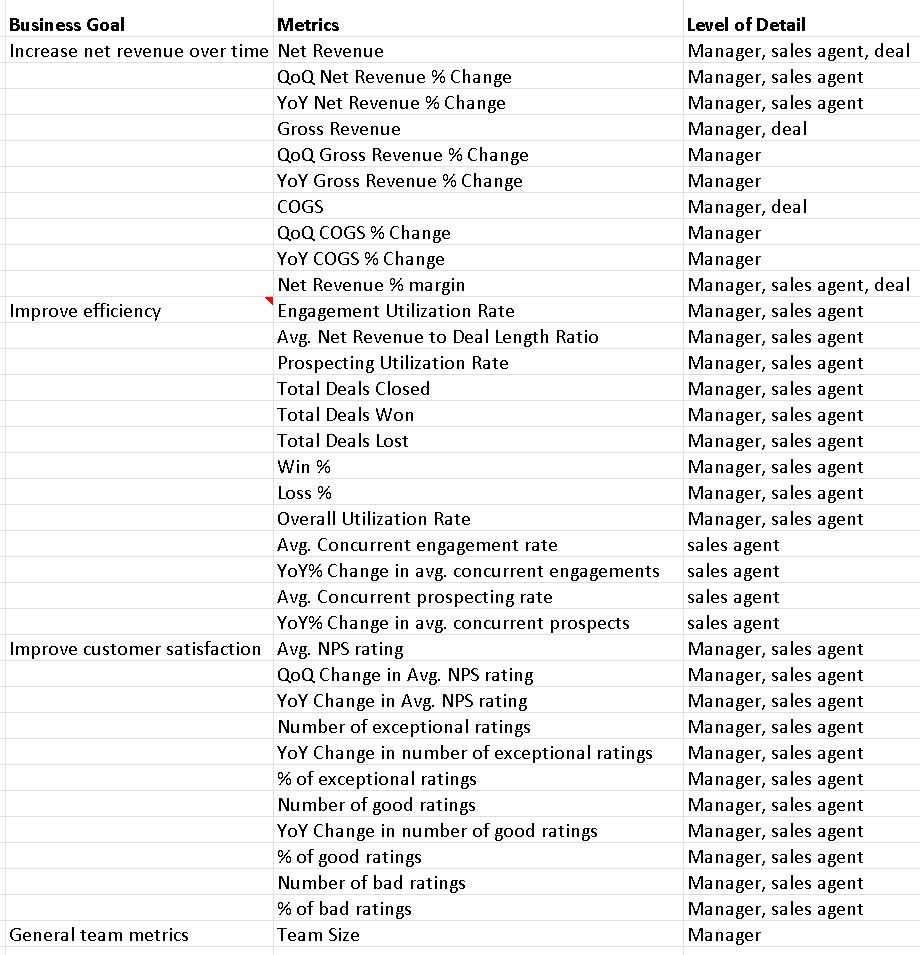 Business Goal Metrics Level of Detail
Increase net revenue over time Net Revenue Manager, sales agent, deal
QoQ Net Revenue % Change Manager, sales agent
YoY Net Revenue % Change Manager, sales agent
Gross Revenue Manager, deal
QoQ Gross Revenue % Change Manager
YoY Gross Revenue % Change Manager
COGS Manager, deal
QoQ COGS % Change Manager
YoY COGS % Change Manager
Net Revenue % margin Manager, sales agent, deal
Improve efficiency Engagement Utilization Rate Manager, sales agent
Avg. Net Revenue to Deal Length Ratio Manager, sales agent
Prospecting Utilization Rate Manager, sales agent
Total Deals Closed Manager, sales agent
Total Deals Won Manager, sales agent
Total Deals Lost Manager, sales agent
Win % Manager, sales agent
Loss % Manager, sales agent
Overall Utilization Rate Manager, sales agent
Avg. Concurrent engagement rate sales agent
YoY% Change in avg. concurrent engagements sales agent
Avg. Concurrent prospecting rate sales agent
YoY% Change in avg. concurrent prospects sales agent
Improve customer satisfaction Avg. NPS rating Manager, sales agent
QoQ Change in Avg. NPS rating Manager, sales agent
YoY Change in Avg. NPS rating Manager, sales agent
Number of exceptional ratings Manager, sales agent
YoY Change in number of exceptional ratings Manager, sales agent
% of exceptional ratings Manager, sales agent
Number of good ratings Manager, sales agent
YoY Change in number of good ratings Manager, sales agent
% of good ratings Manager, sales agent
Number of bad ratings Manager, sales agent
% of bad ratings Manager, sales agent
General team metrics Team Size Manager